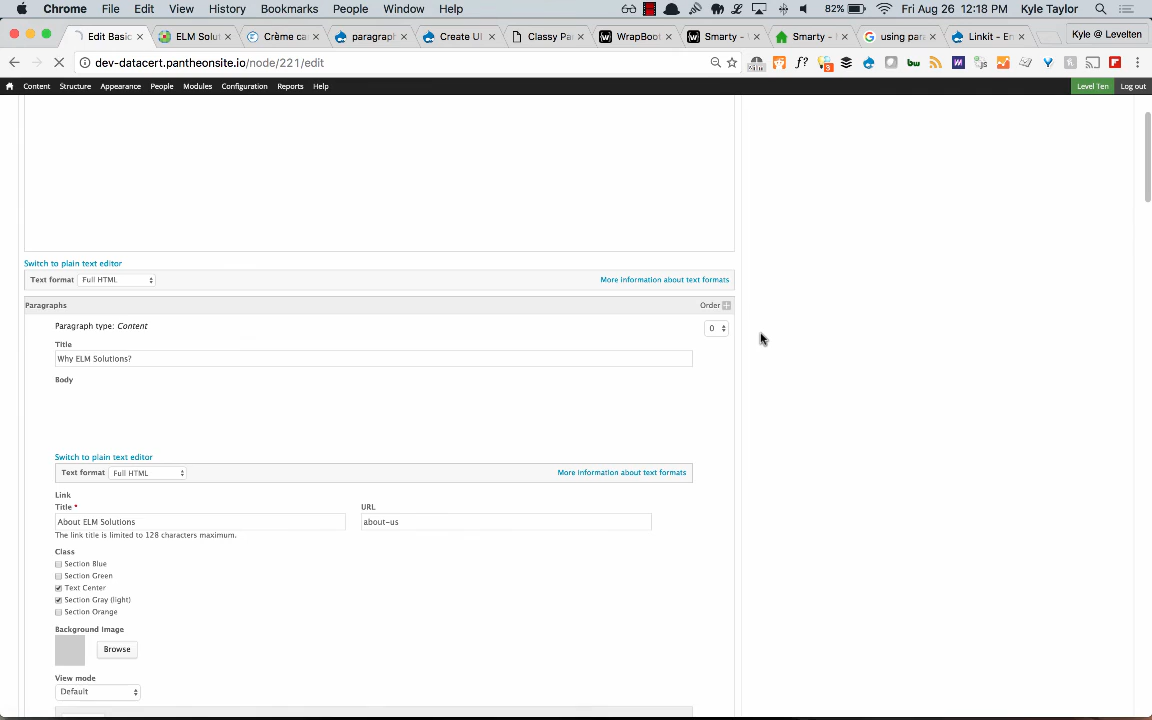 Chrome File Edit View History Bookmarks People Window Help 82% Fri Aug 26 12:18 PM Kyle Taylor
Edit Basic ELM Solut Crème ca paragraph Create UI Classy Pa WrapBoot Smarty - Smarty - using para Linkit - En Kyle @ Levelten
dev-datacert.pantheonsite.io/node/221/edit
Content Structure Appearance People Modules Configuration Reports Help Level Ten Log out
Switch to plain text editor
Text format Full HTML More information about text formats
Paragraphs Order
Paragraph type: Content 0
Title
Why ELM Solutions?
Body
Switch to plain text editor
Text format Full HTML More information about text formats
Link
Title * URL
About ELM Solutions about-us
The link title is limited to 128 characters maximum.
Class
Section Blue
Section Green
Text Center
Section Gray (light)
Section Orange
Background Image
Browse
View mode
Default